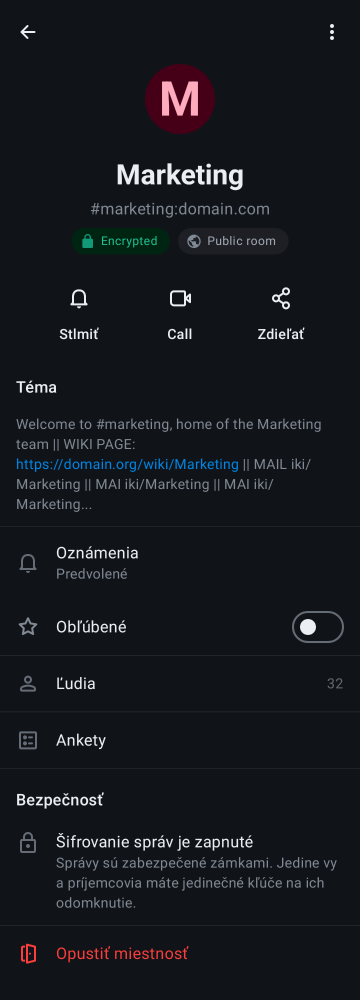 M
Marketing
#marketing:domain.com
Encrypted
Public room
Stlmiť
Call
Zdieľať
Téma
Welcome to #marketing, home of the Marketing
team || WIKI PAGE:
https://domain.org/wiki/Marketing || MAIL iki/
Marketing || MAI iki/Marketing || MAI iki/
Marketing...
Oznámenia
Predvolené
Obľúbené
Ľudia 32
Ankety
Bezpečnosť
Šifrovanie správ je zapnuté
Správy sú zabezpečené zámkami. Jedine vy
a príjemcovia máte jedinečné kľúče na ich
odomknutie.
Opustiť miestnosť